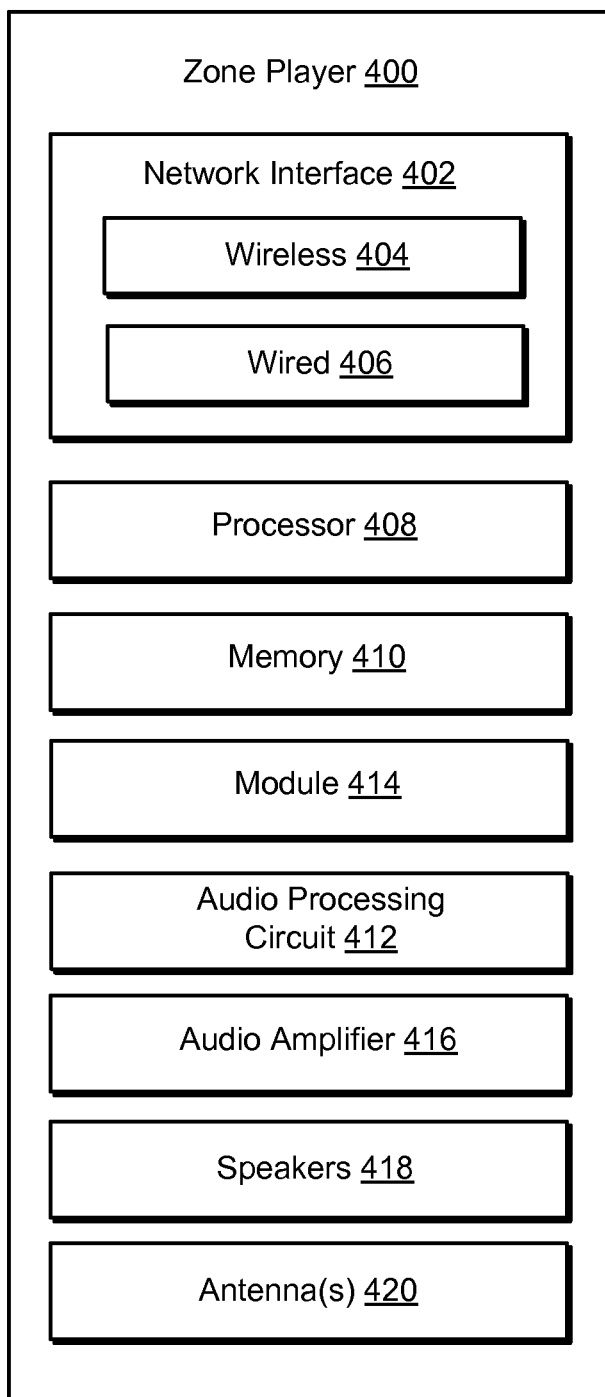 Zone Player 400
Network Interface 402
Wireless 404
Wired 406
Processor 408
Memory 410
Module 414
Audio Processing
Circuit 412
Audio Amplifier 416
Speakers 418
Antenna(s) 420